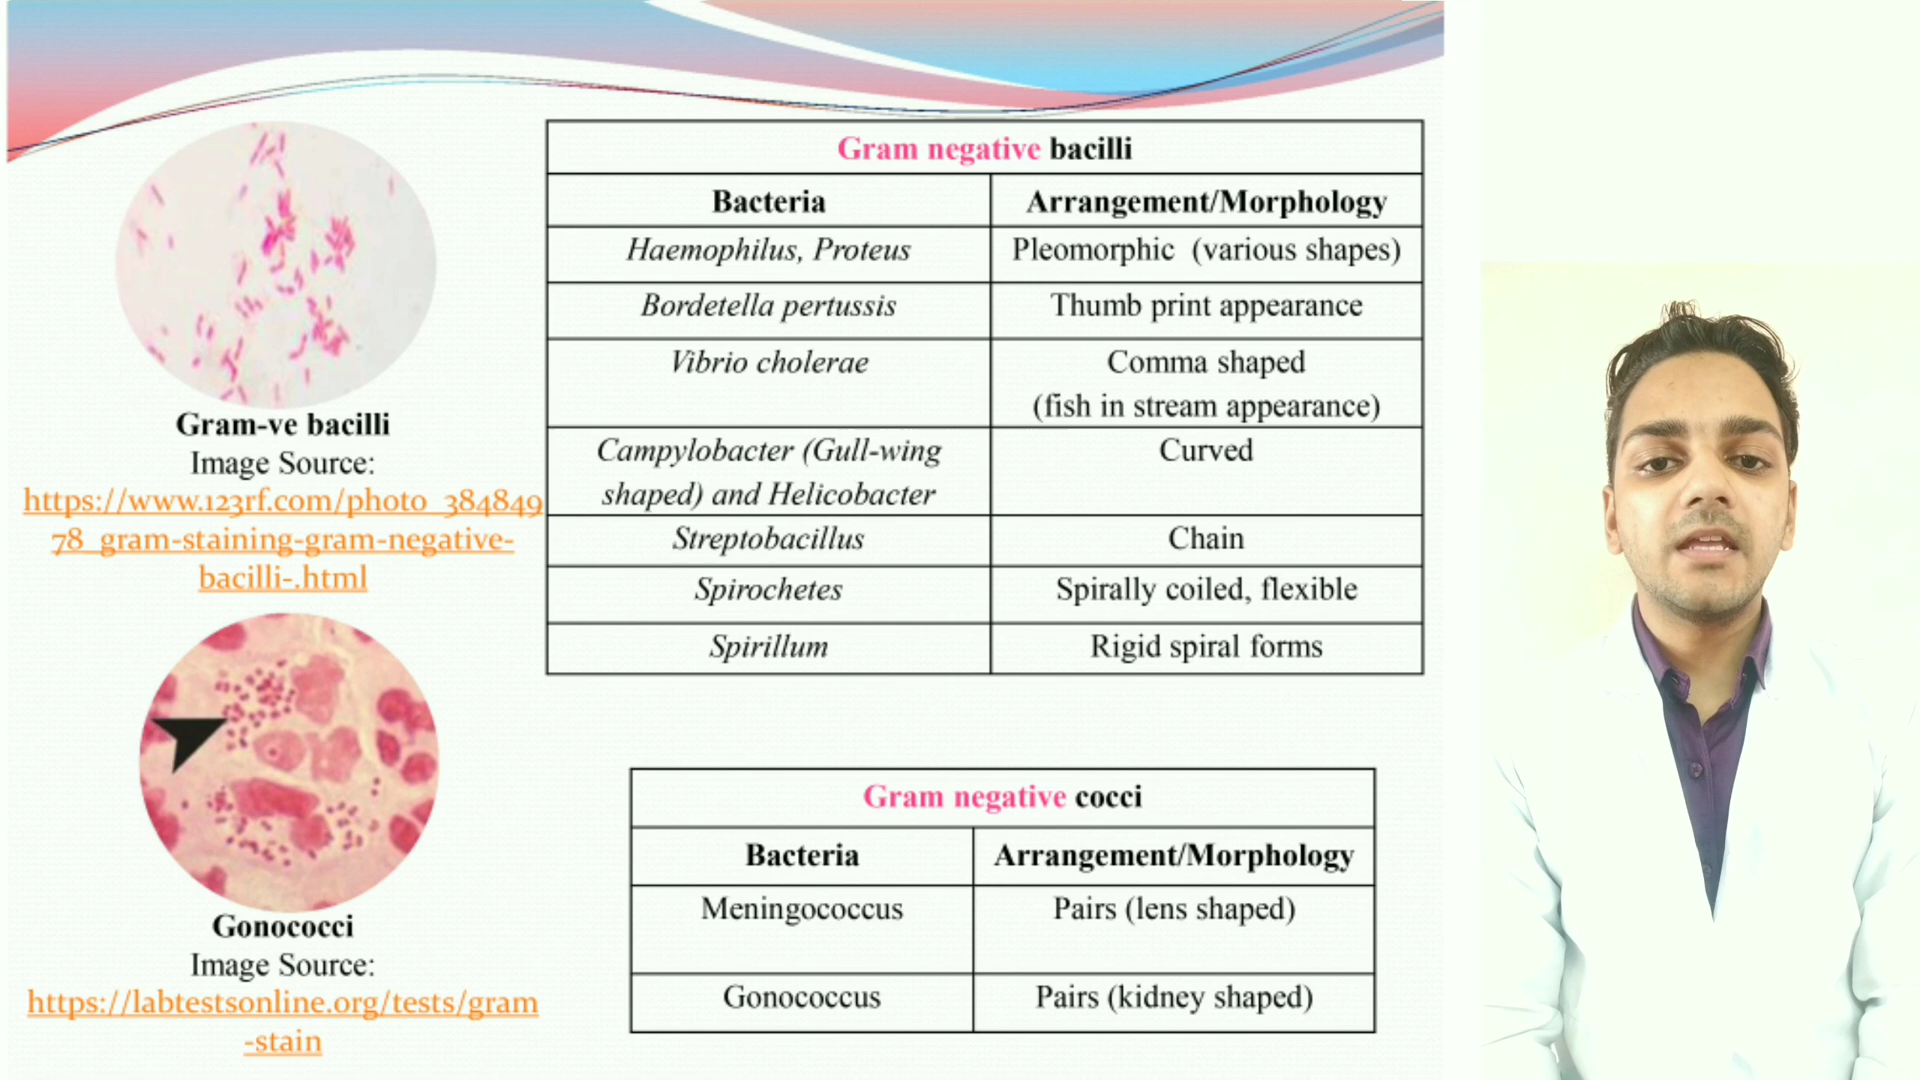 Gram-ve bacilli
Image Source:
https://www.123rf.com/photo_384849
78_gram-staining-gram-negative-
bacilli-.html
Gonococci
Image Source:
https://labtestsonline.org/tests/gram
-stain
Gram negative bacilli
Bacteria Arrangement/Morphology
Haemophilus, Proteus Pleomorphic (various shapes)
Bordetella pertussis Thumb print appearance
Vibrio cholerae Comma shaped
(fish in stream appearance)
Campylobacter (Gull-wing Curved
shaped) and Helicobacter
Streptobacillus Chain
Spirochetes Spirally coiled, flexible
Spirillum Rigid spiral forms
Gram negative cocci
Bacteria Arrangement/Morphology
Meningococcus Pairs (lens shaped)
Gonococcus Pairs (kidney shaped)